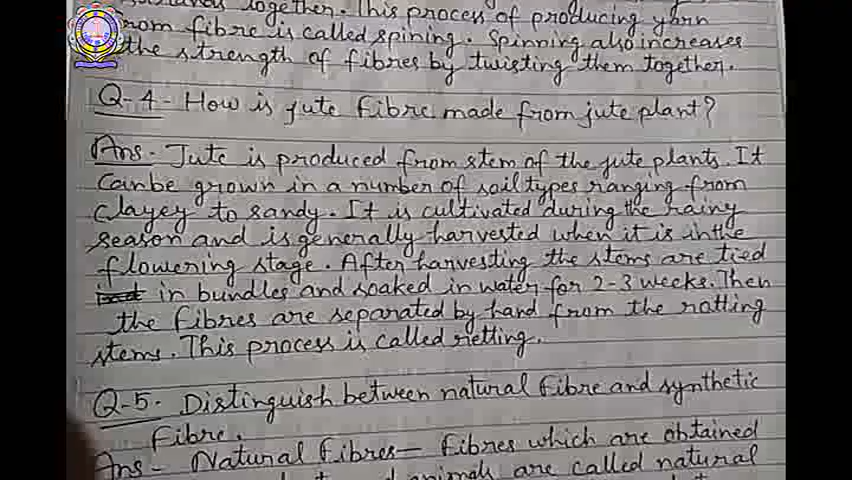 together. This process of producing yarn
from fibre is called spining. Spinning also increases
the strength of fibres by twisting them together.
Q-4- How is jute fibre made from jute plant?
Ans- Jute is produced from stem of the jute plants. It
canbe grown in a number of soil types ranging from
clayey to sandy. It is cultivated during the rainy
season and is generally harvested when it is in the
flowering stage. After harvesting the stems are tied
in bundles and soaked in water for 2-3 weeks. Then
the fibres are separated by hand from the rotting
stems. This process is called retting.
Q-5. Distinguish between natural fibre and synthetic
fibre.
Ans- Natural fibres- fibres which are obtained
animals are called natural